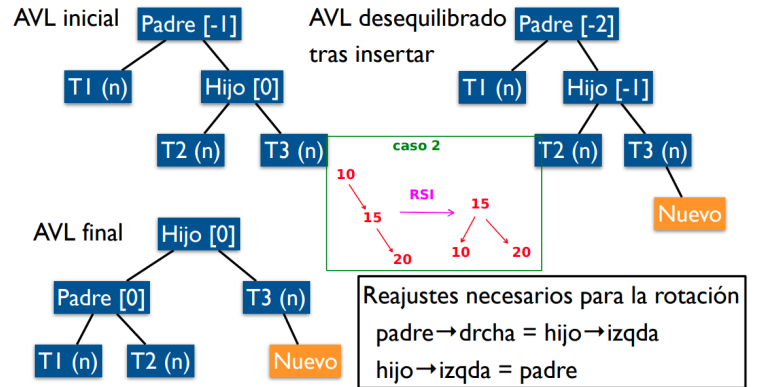 AVL inicial
Padre [-1]
T1 (n)
Hijo [0]
T2 (n)
T3 (n)
AVL desequilibrado
tras insertar
Padre [-2]
T1 (n)
Hijo [-1]
T2 (n)
T3 (n)
Nuevo
caso 2
10
15
20
RSI
15
10
20
AVL final
Hijo [0]
Padre [0]
T3 (n)
T1 (n)
T2 (n)
Nuevo
Reajustes necesarios para la rotación
padre→drcha = hijo→izqda
hijo→izqda = padre